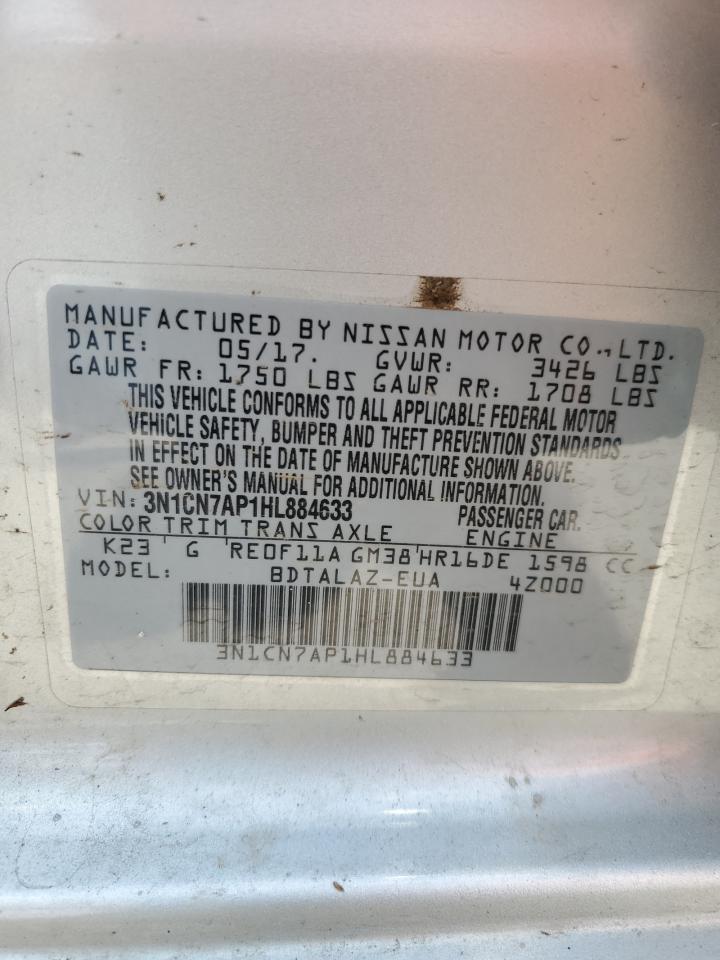 MANUFACTURED BY NISSAN MOTOR CO., LTD.
DATE: 05/17. GVWR: 3426 LBS
GAWR FR: 1750 LBS GAWR RR: 1708 LBS
THIS VEHICLE CONFORMS TO ALL APPLICABLE FEDERAL MOTOR
VEHICLE SAFETY, BUMPER AND THEFT PREVENTION STANDARDS
IN EFFECT ON THE DATE OF MANUFACTURE SHOWN ABOVE.
SEE OWNER'S MANUAL FOR ADDITIONAL INFORMATION.
VIN: 3N1CN7AP1HL884633 PASSENGER CAR.
COLOR TRIM TRANS AXLE ENGINE
K23 G RE0F11A GM38 HR16DE 1598 CC
MODEL: BDTALAZ-EUA 4Z000
3N1CN7AP1HL884633